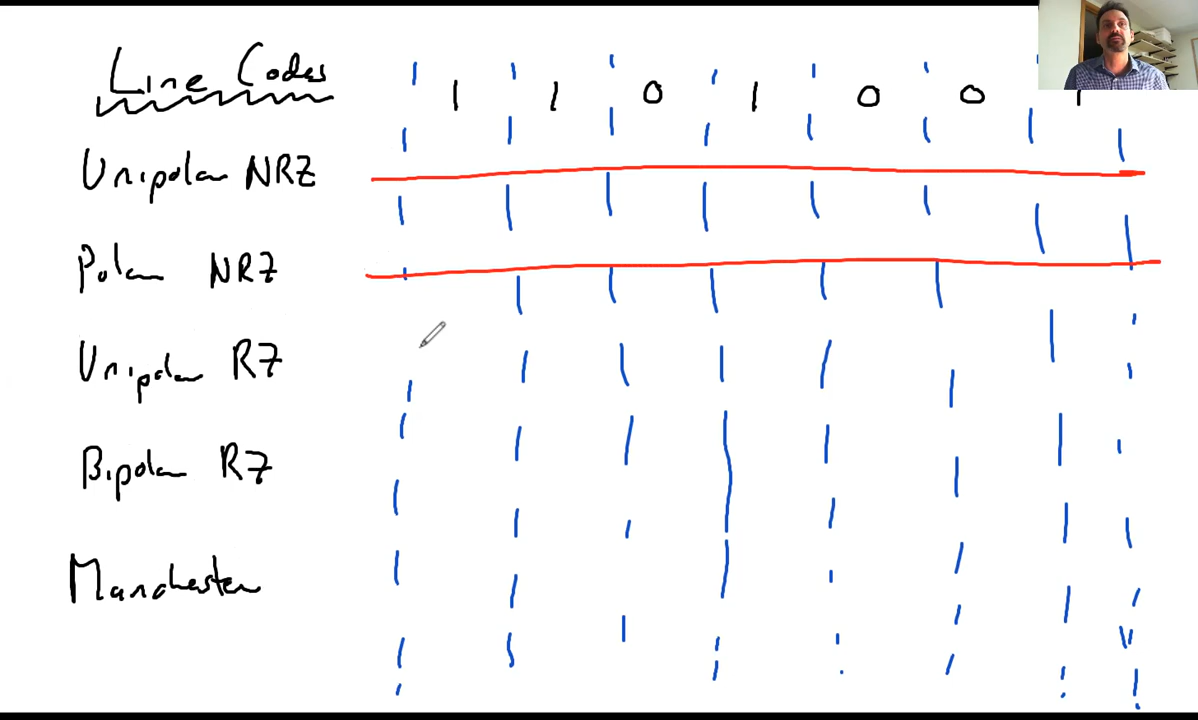 Line Codes
1 1 0 1 0 0 1
Unipolar NRZ
Polar NRZ
Unipolar RZ
Bipolar RZ
Manchester